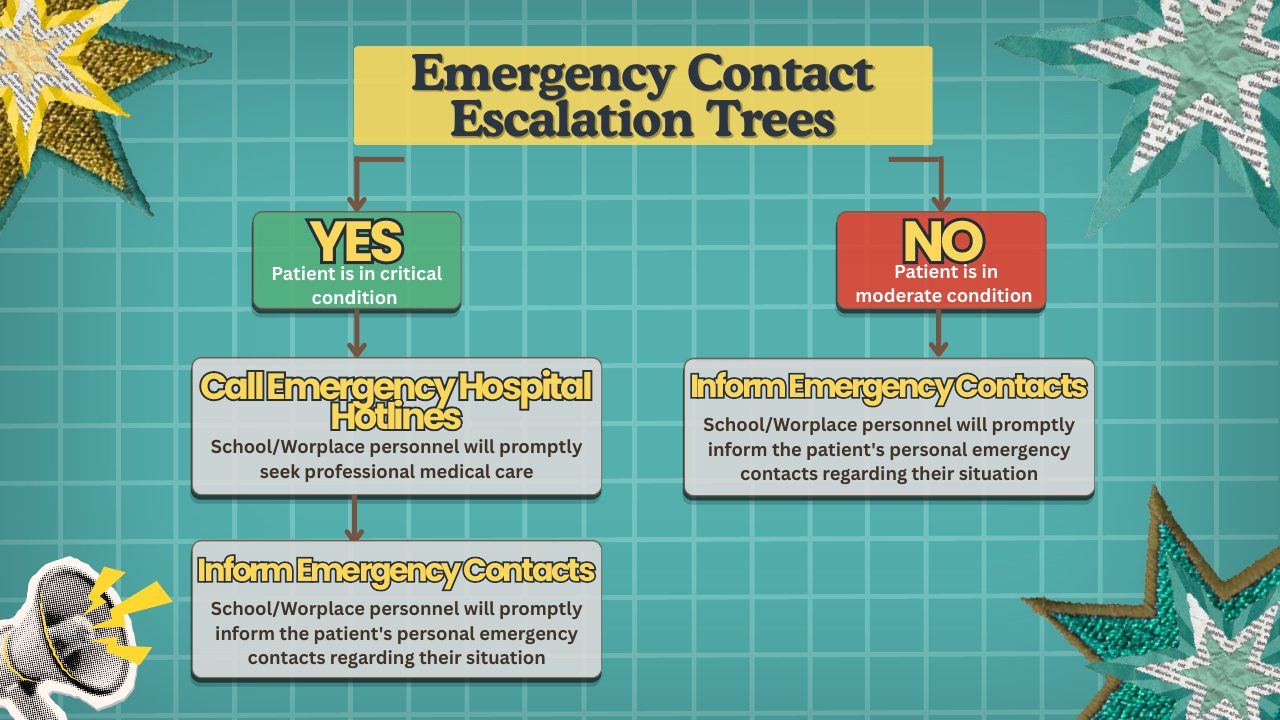 Emergency Contact
Escalation Trees
YES
Patient is in critical
condition
NO
Patient is in
moderate condition
Call Emergency Hospital
Hotlines
School/Worplace personnel will promptly
seek professional medical care
Inform Emergency Contacts
School/Worplace personnel will promptly
inform the patient's personal emergency
contacts regarding their situation
Inform Emergency Contacts
School/Worplace personnel will promptly
inform the patient's personal emergency
contacts regarding their situation